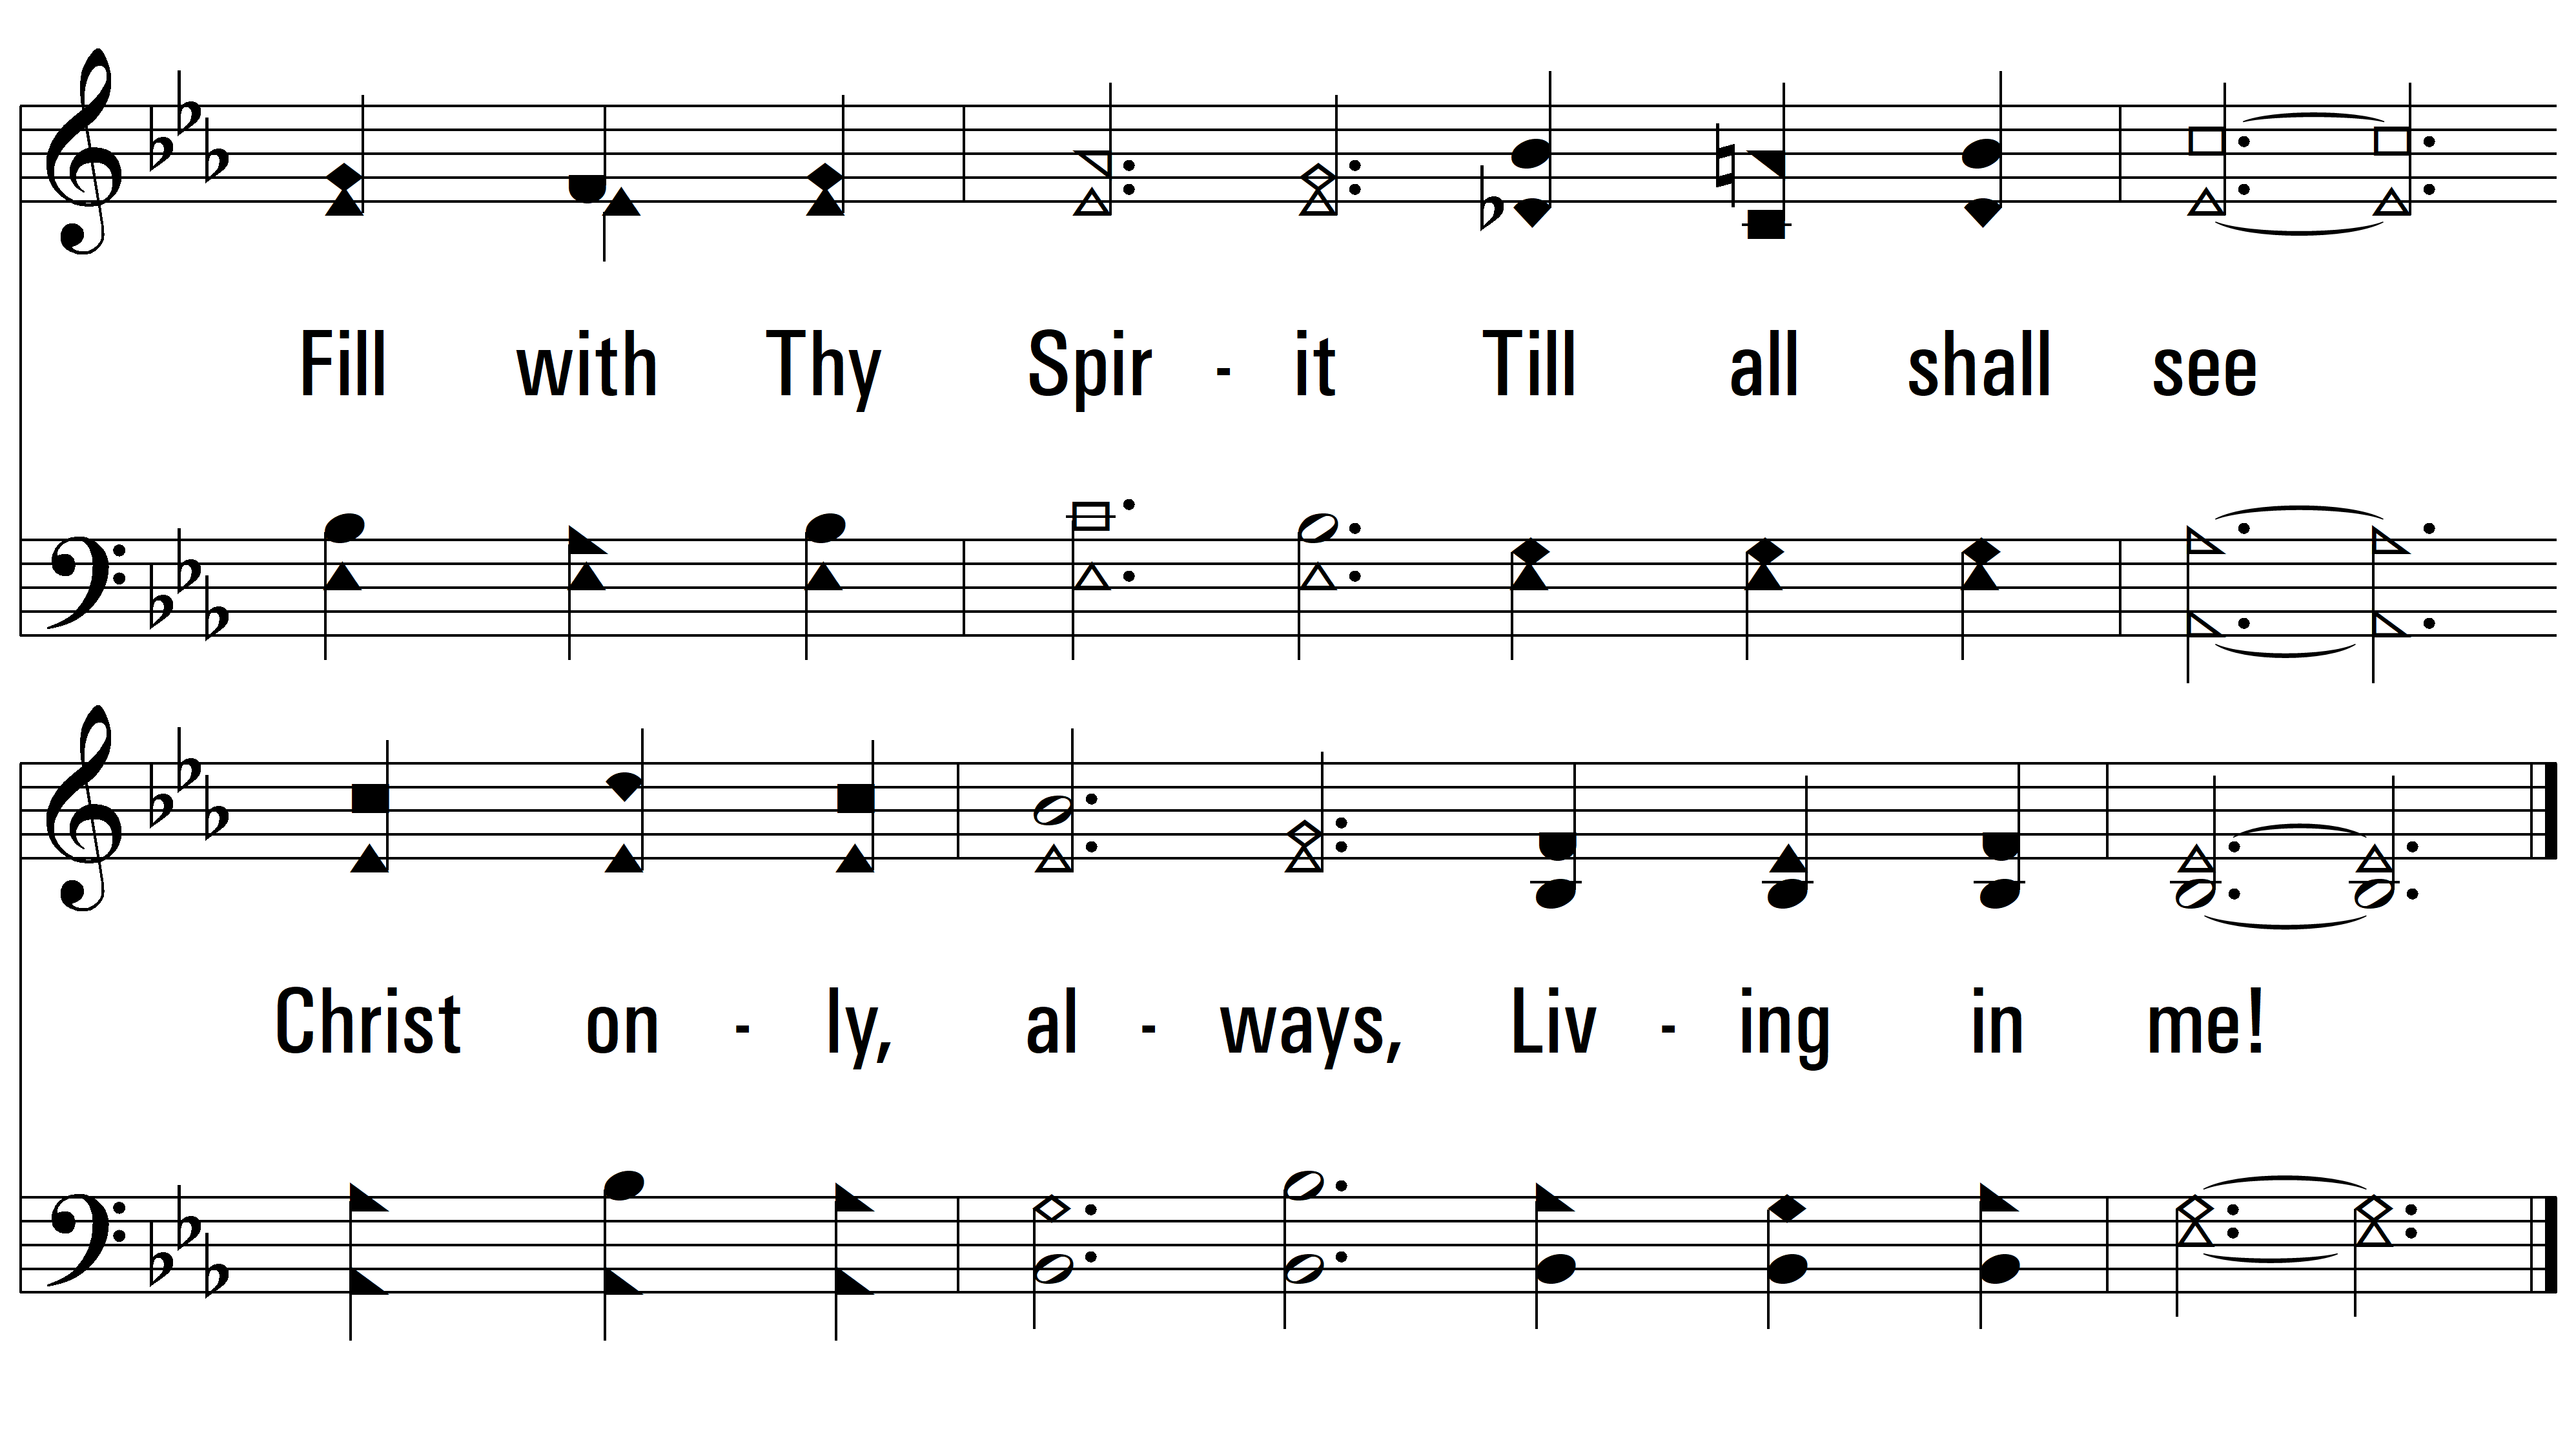 Fill with Thy Spir - it Till all shall see
Christ on - ly, al - ways, Liv - ing in me!